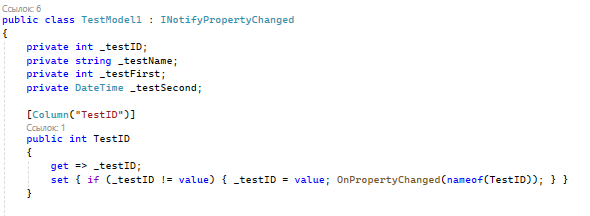 Ссылок: 6
public class TestModel1 : INotifyPropertyChanged
{
    private int _testID;
    private string _testName;
    private int _testFirst;
    private DateTime _testSecond;

    [Column("TestID")]
    Ссылок: 1
    public int TestID
    {
        get => _testID;
        set { if (_testID != value) { _testID = value; OnPropertyChanged(nameof(TestID)); } }
    }